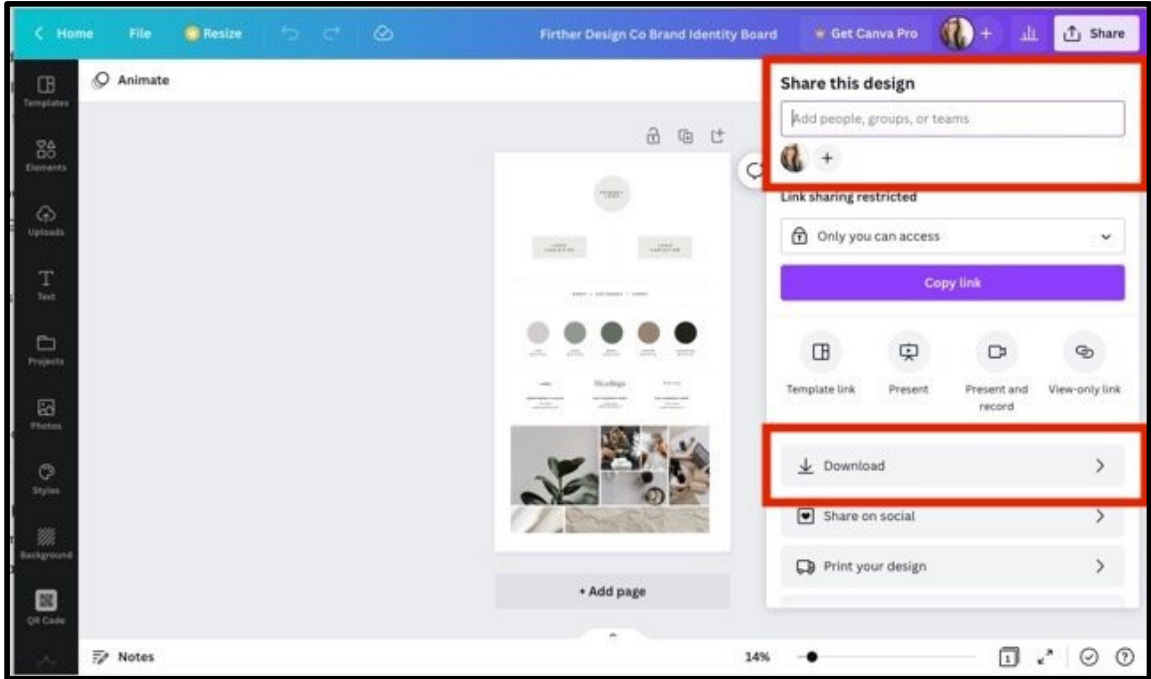 Home File Resize Firther Design Co Brand Identity Board Get Canva Pro + Share
Animate
Templates
Elements
Uploads
Text
Projects
Photos
Styles
Background
QR Code
Headings
+ Add page
Share this design
Add people, groups, or teams
+
Link sharing restricted
Only you can access
Copy link
Template link Present Present and View-only link
record
Download
Share on social
Print your design
Notes 14% 1